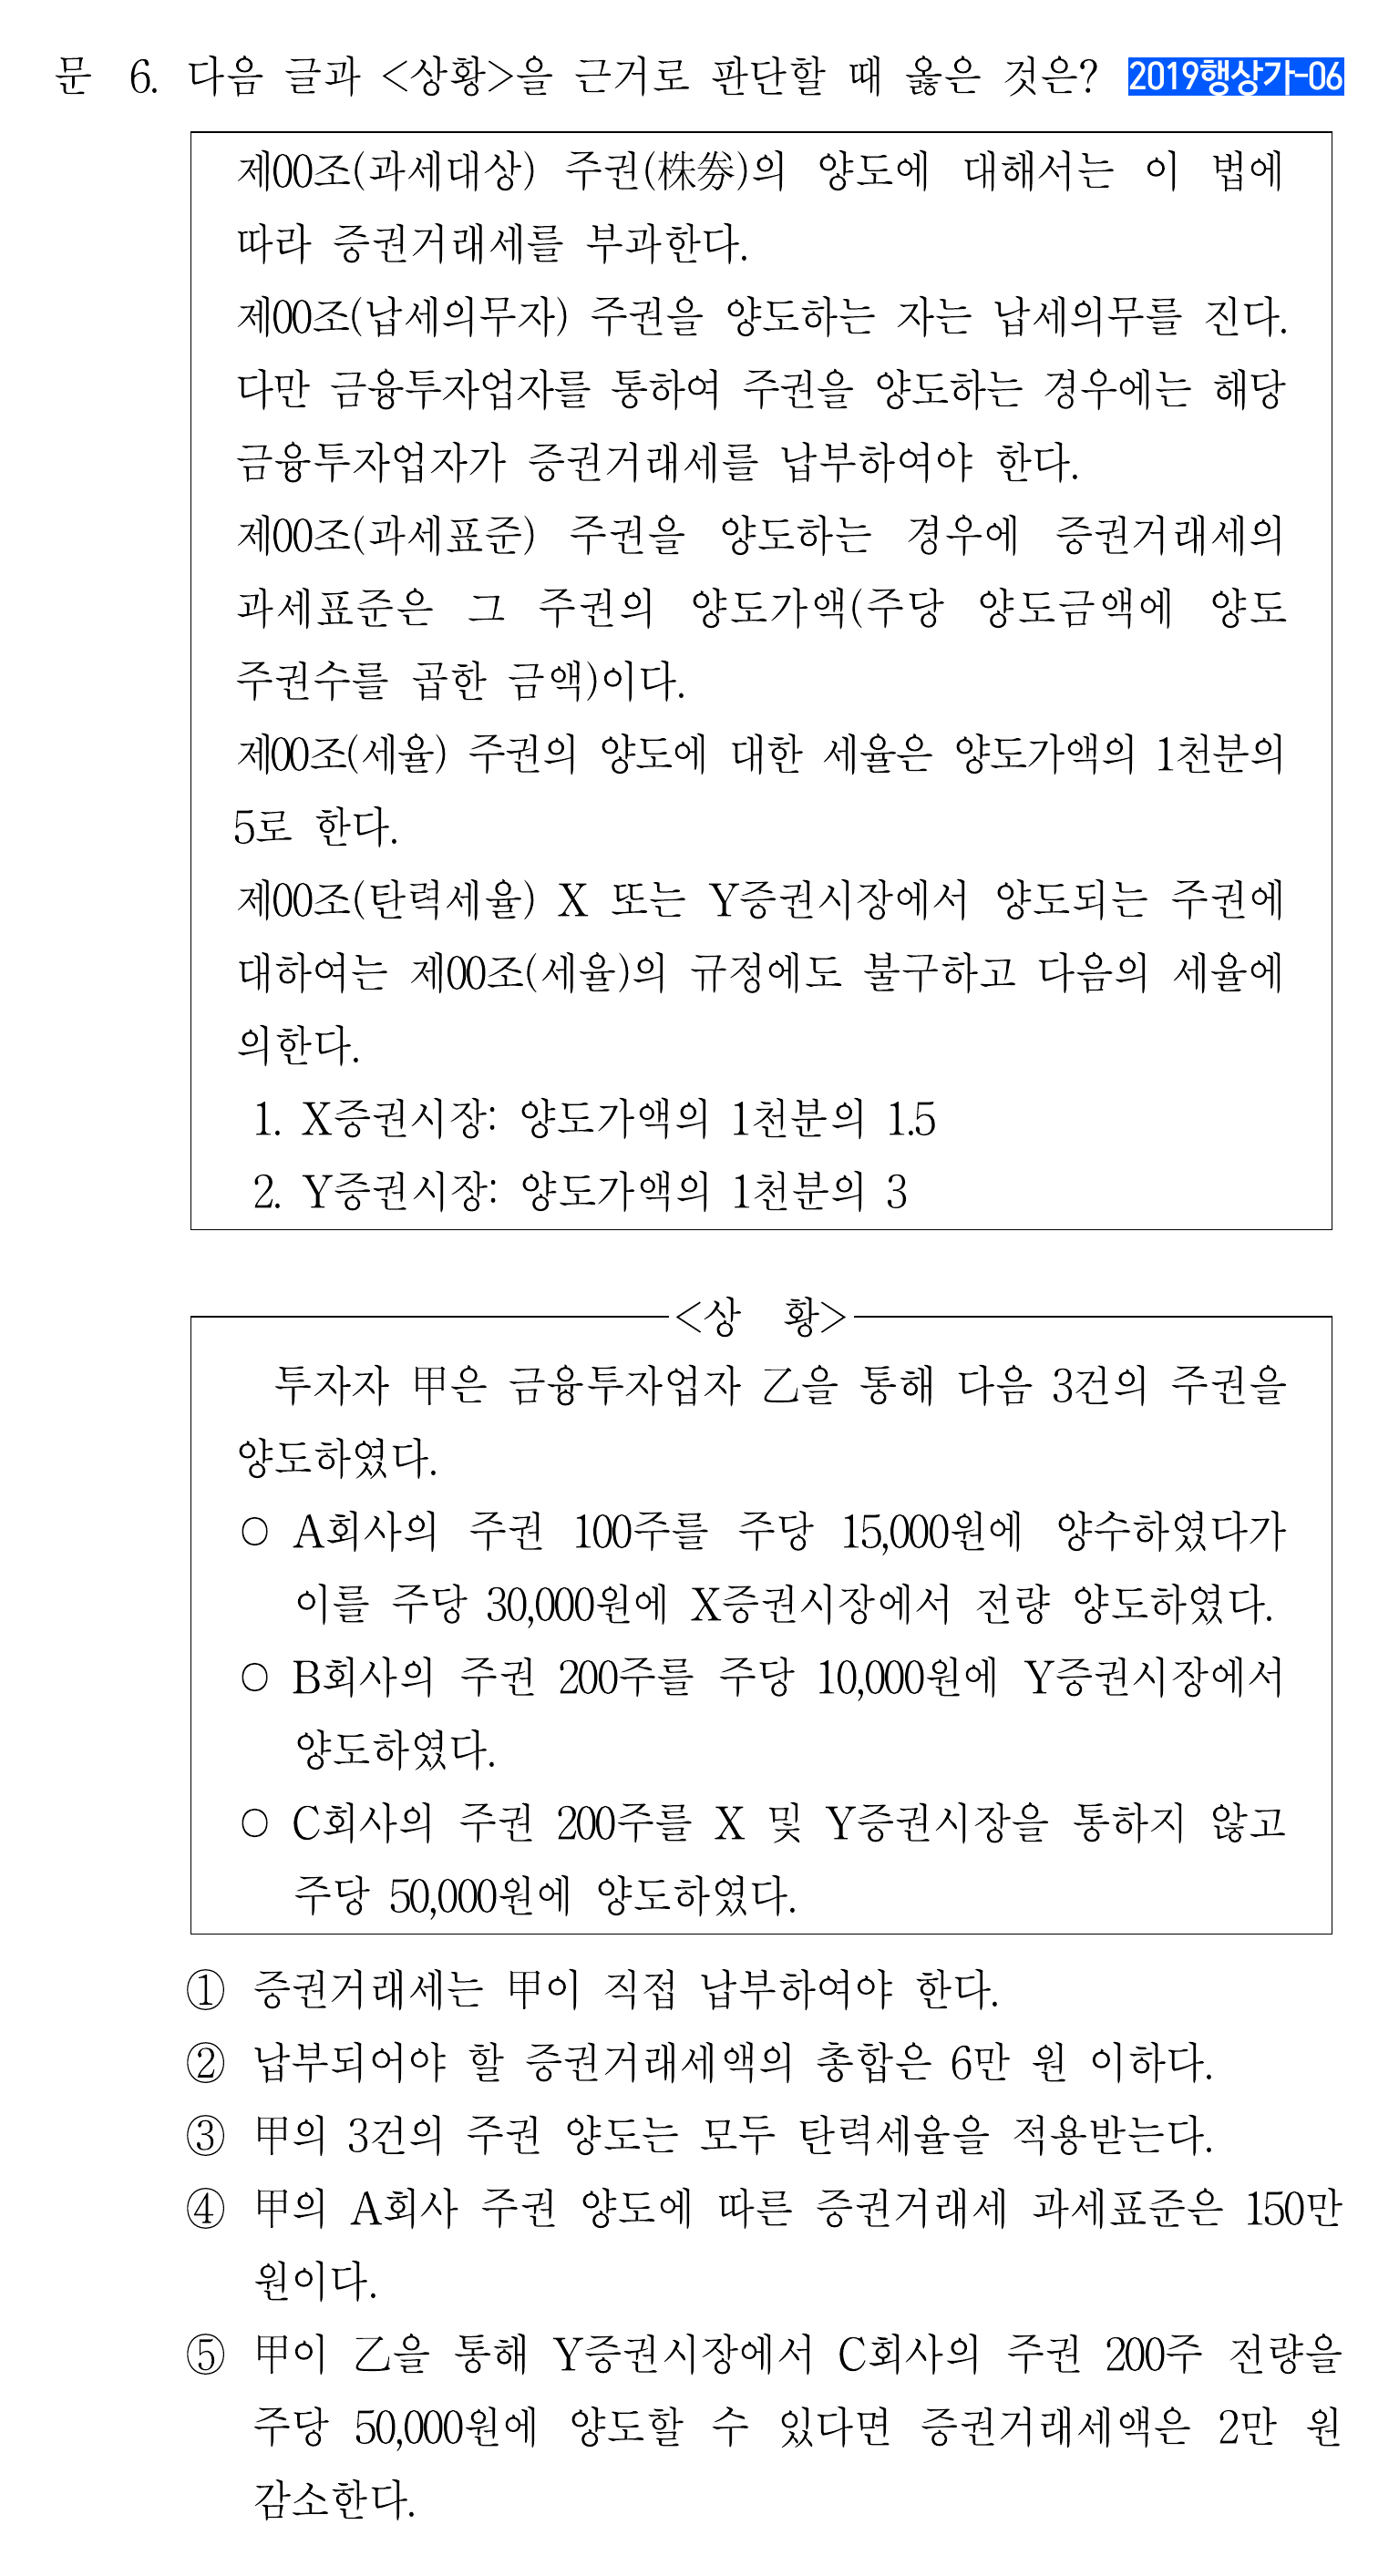 문 6. 다음 글과 <상황>을 근거로 판단할 때 옳은 것은? 2019행상가-06
제00조(과세대상) 주권(株券)의 양도에 대해서는 이 법에
따라 증권거래세를 부과한다.
제00조(납세의무자) 주권을 양도하는 자는 납세의무를 진다.
다만 금융투자업자를 통하여 주권을 양도하는 경우에는 해당
금융투자업자가 증권거래세를 납부하여야 한다.
제00조(과세표준) 주권을 양도하는 경우에 증권거래세의
과세표준은 그 주권의 양도가액(주당 양도금액에 양도
주권수를 곱한 금액)이다.
제00조(세율) 주권의 양도에 대한 세율은 양도가액의 1천분의
5로 한다.
제00조(탄력세율) X 또는 Y증권시장에서 양도되는 주권에
대하여는 제00조(세율)의 규정에도 불구하고 다음의 세율에
의한다.
1. X증권시장: 양도가액의 1천분의 1.5
2. Y증권시장: 양도가액의 1천분의 3
<상 황>
투자자 甲은 금융투자업자 乙을 통해 다음 3건의 주권을
양도하였다.
○ A회사의 주권 100주를 주당 15,000원에 양수하였다가
이를 주당 30,000원에 X증권시장에서 전량 양도하였다.
○ B회사의 주권 200주를 주당 10,000원에 Y증권시장에서
양도하였다.
○ C회사의 주권 200주를 X 및 Y증권시장을 통하지 않고
주당 50,000원에 양도하였다.
① 증권거래세는 甲이 직접 납부하여야 한다.
② 납부되어야 할 증권거래세액의 총합은 6만 원 이하다.
③ 甲의 3건의 주권 양도는 모두 탄력세율을 적용받는다.
④ 甲의 A회사 주권 양도에 따른 증권거래세 과세표준은 150만
원이다.
⑤ 甲이 乙을 통해 Y증권시장에서 C회사의 주권 200주 전량을
주당 50,000원에 양도할 수 있다면 증권거래세액은 2만 원
감소한다.